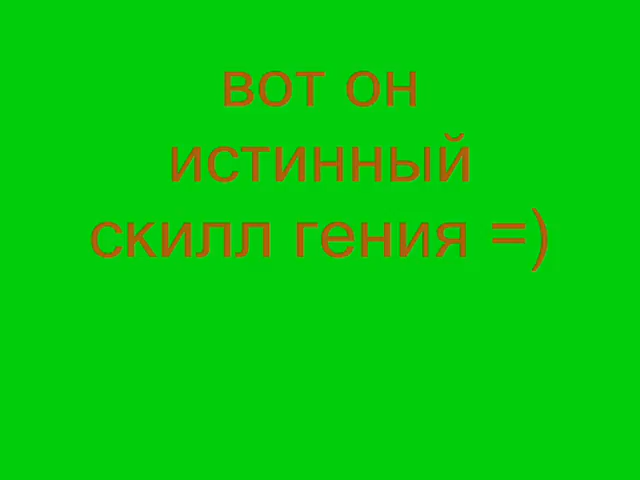 вот он
истинный
скилл гения =)